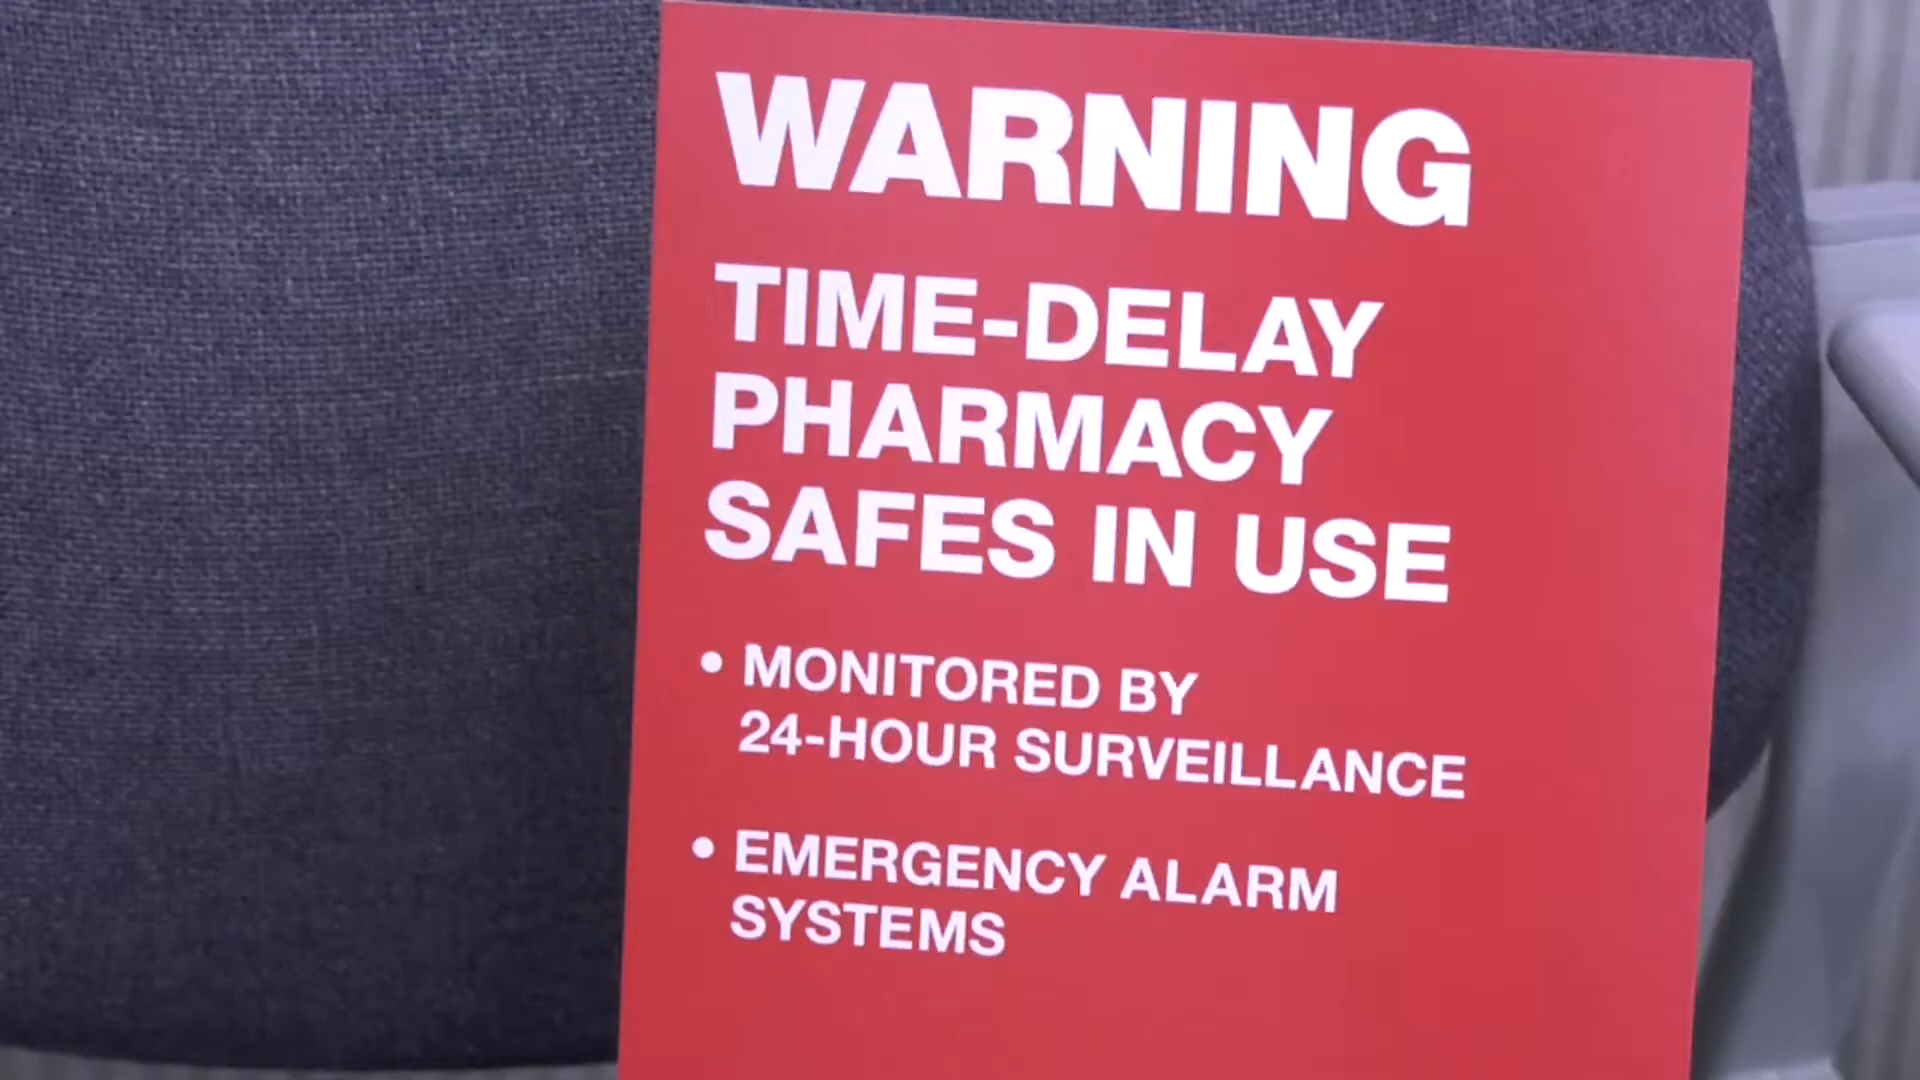 WARNING
TIME-DELAY
PHARMACY
SAFES IN USE
• MONITORED BY
24-HOUR SURVEILLANCE
• EMERGENCY ALARM
SYSTEMS